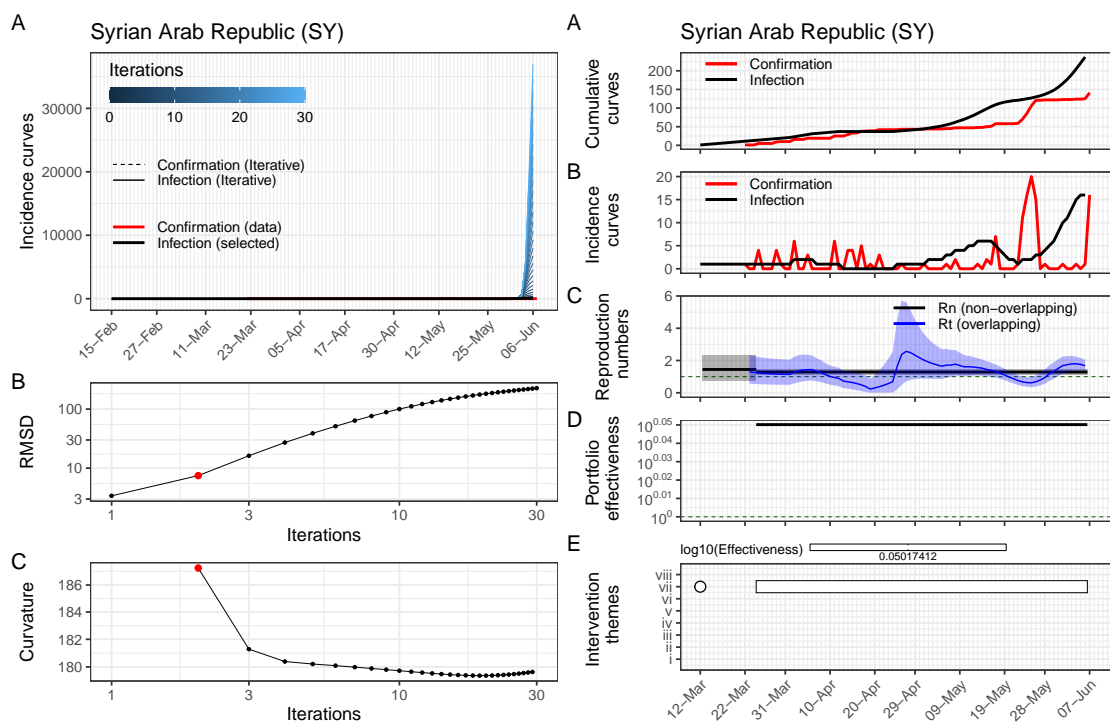 A
Syrian Arab Republic (SY)
Iterations
0 10 20 30
Confirmation (Iterative)
Infection (Iterative)
Confirmation (data)
Infection (selected)
Incidence curves
30000
20000
10000
0
15−Feb 27−Feb 11−Mar 23−Mar 05−Apr 17−Apr 30−Apr 12−May 25−May 06−Jun
B
RMSD
100
30
10
3
1 3 10 30
Iterations
C
Curvature
186
184
182
180
1 3 10 30
Iterations
A
Syrian Arab Republic (SY)
Cumulative
curves
200
150
100
50
0
Confirmation
Infection
B
Incidence
curves
20
15
10
5
0
Confirmation
Infection
C
Reproduction
numbers
6
4
2
0
Rn (non−overlapping)
Rt (overlapping)
D
Portfolio
effectiveness
10^0.05
10^0.04
10^0.03
10^0.02
10^0.01
10^0
E
log10(Effectiveness)
0.05017412
Intervention
themes
viii
vii
vi
v
iv
iii
ii
i
12−Mar 22−Mar 31−Mar 10−Apr 20−Apr 29−Apr 09−May 19−May 28−May 07−Jun